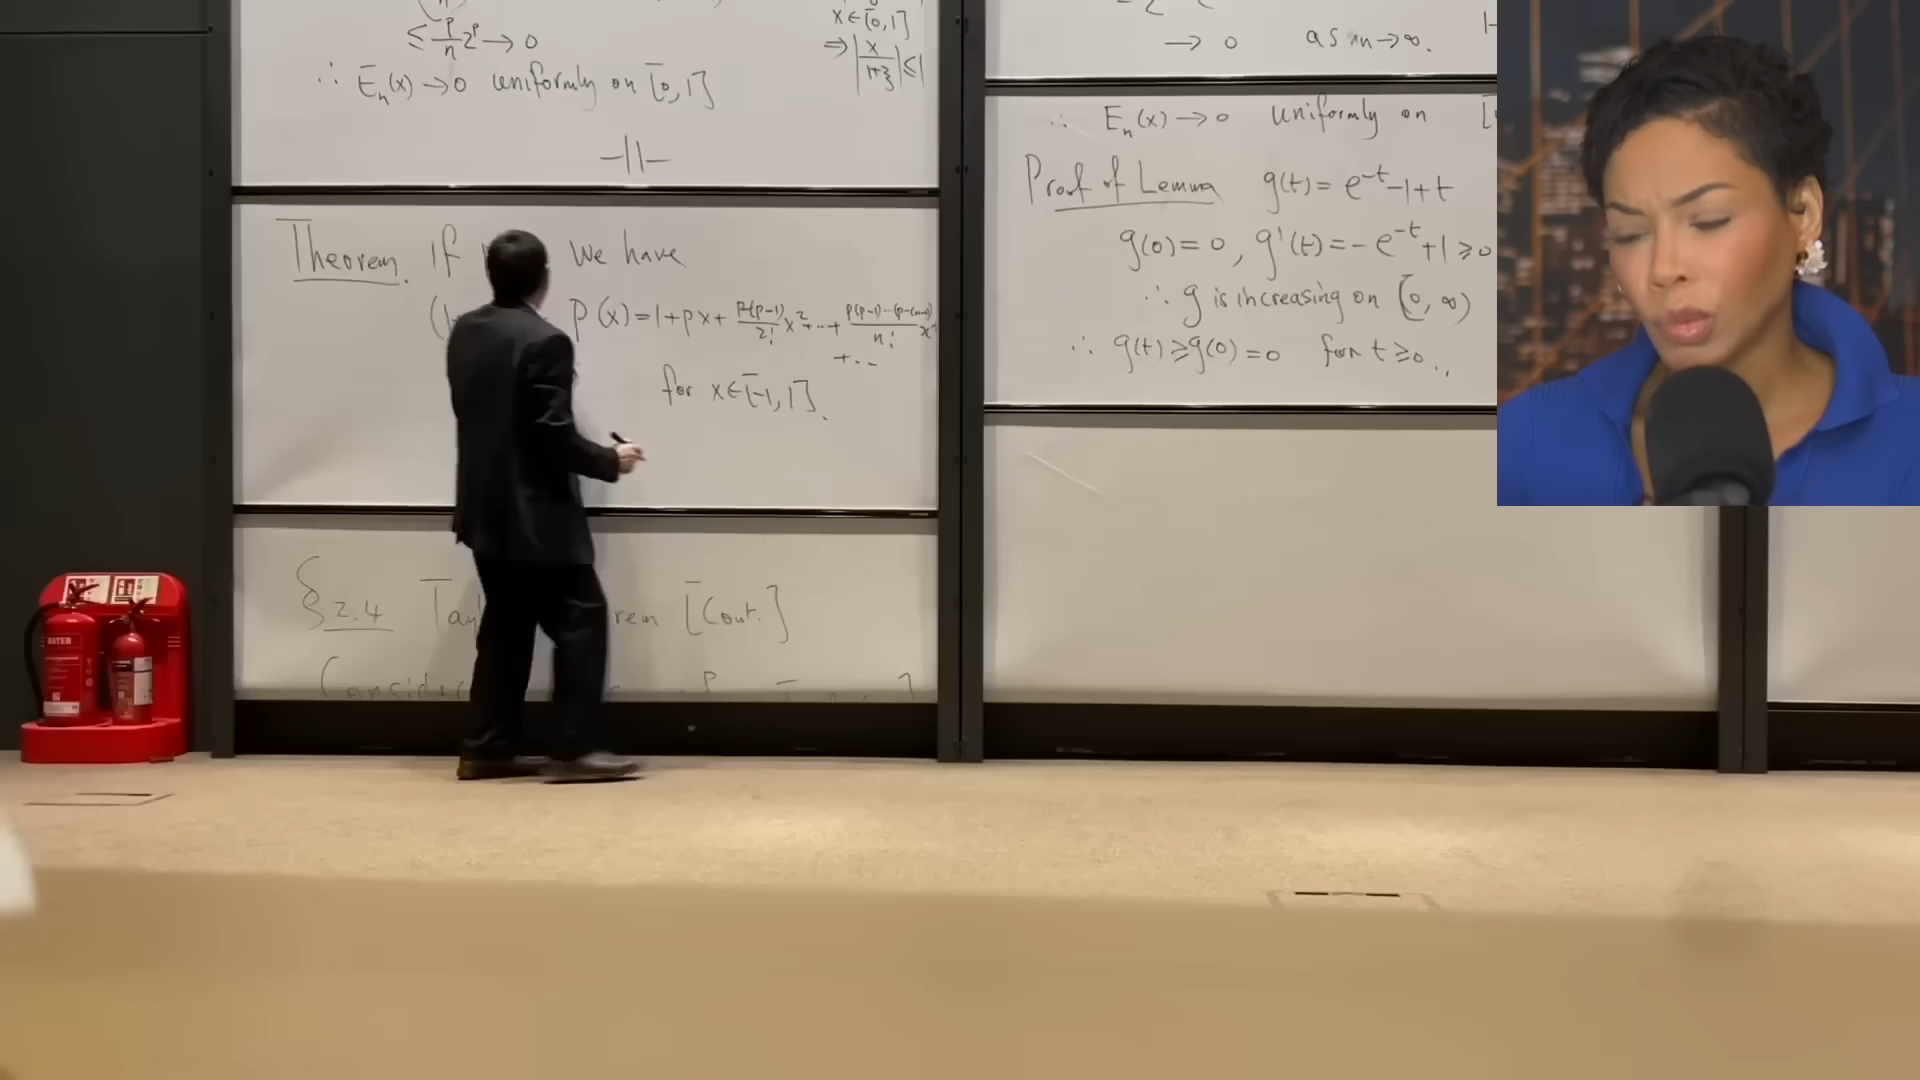 ≤ p/n 2^p → 0
∴ E_n(x) → 0 uniformly on [0,1]
x∈[0,1]
⇒ |x/(1+ξ)| ≤ 1
—||—
Theorem. If we have
P(x) = 1+px+ p(p-1)/2! x^2+..+ p(p-1)...(p-(n-1))/n! x^n
+...
for x∈[-1,1].
§2.4 Tay rem [Cont.]
→ 0 as n→∞.
∴ E_n(x) → 0 uniformly on [
Proof of Lemma g(t) = e^-t -1+t
g(0)=0, g'(t) = -e^-t +1 ≥ 0
∴ g is increasing on [0, ∞)
∴ g(t) ≥ g(0) = 0 for t ≥ 0..
WATER